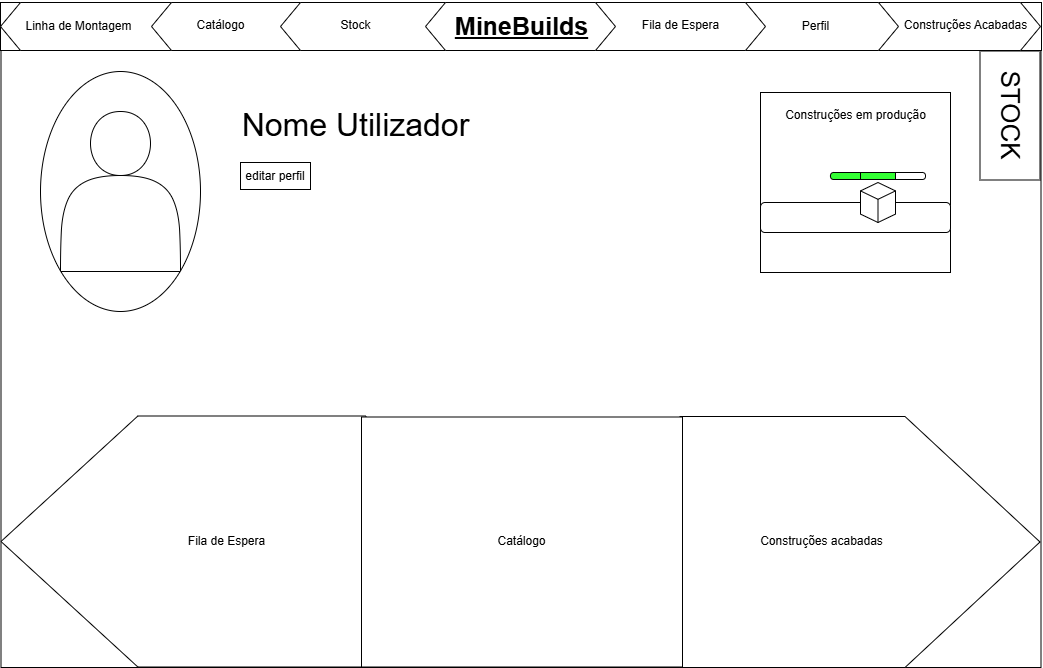 Linha de Montagem
Catálogo
Stock
MineBuilds
Fila de Espera
Perfil
Construções Acabadas
STOCK
Nome Utilizador
editar perfil
Construções em produção
Fila de Espera
Catálogo
Construções acabadas